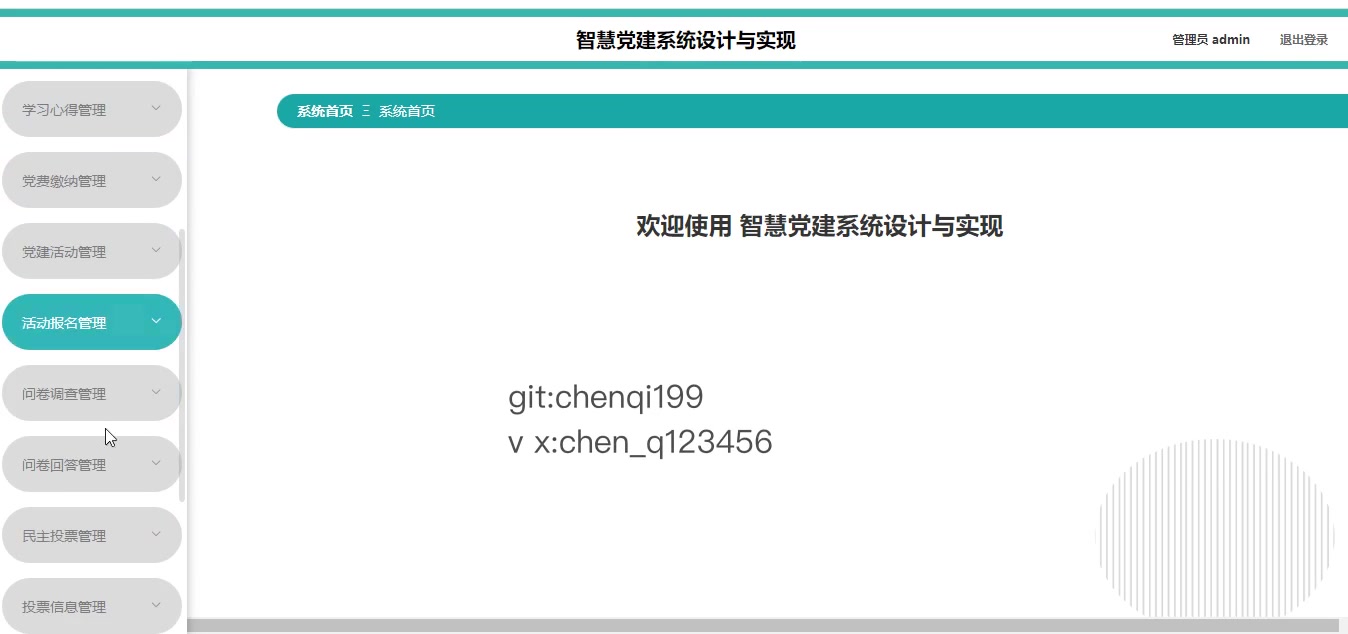 智慧党建系统设计与实现
管理员 admin
退出登录
学习心得管理
党费缴纳管理
党建活动管理
活动报名管理
问卷调查管理
问卷回答管理
民主投票管理
投票信息管理
系统首页 Ξ 系统首页
欢迎使用 智慧党建系统设计与实现
git:chenqi199
v x:chen_q123456